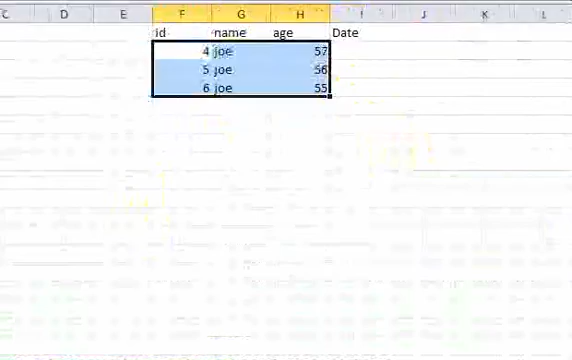 C D E F G H I J K L
id name age Date
4 joe 57
5 joe 56
6 joe 55